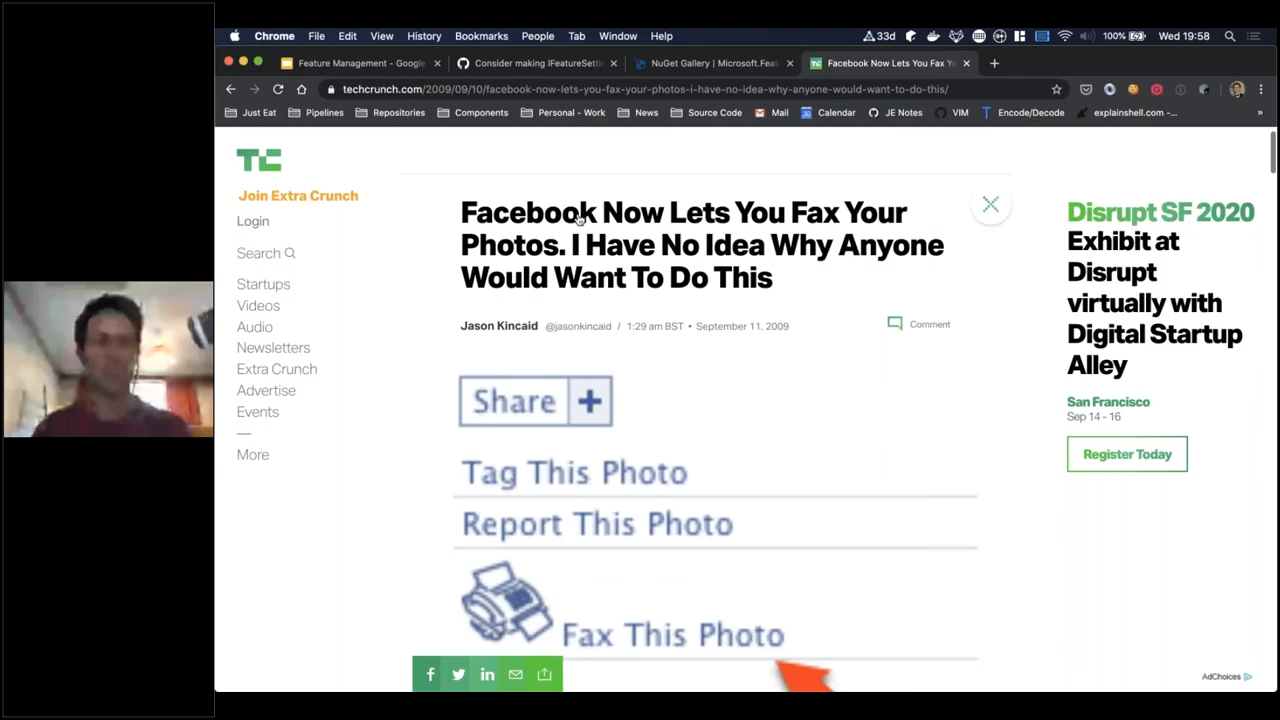 Chrome File Edit View History Bookmarks People Tab Window Help 33d 100% Wed 19:58
Feature Management - Google Consider making IFeatureSetti NuGet Gallery | Microsoft.Feat Facebook Now Lets You Fax Yo
techcrunch.com/2009/09/10/facebook-now-lets-you-fax-your-photos-i-have-no-idea-why-anyone-would-want-to-do-this/
Just Eat Pipelines Repositories Components Personal - Work News Source Code Mail Calendar JE Notes VIM Encode/Decode explainshell.com -... »
TC
Join Extra Crunch
Login
Search
Startups
Videos
Audio
Newsletters
Extra Crunch
Advertise
Events
—
More
Facebook Now Lets You Fax Your
Photos. I Have No Idea Why Anyone
Would Want To Do This
Jason Kincaid @jasonkincaid / 1:29 am BST • September 11, 2009
Comment
Share +
Tag This Photo
Report This Photo
Fax This Photo
Disrupt SF 2020
Exhibit at
Disrupt
virtually with
Digital Startup
Alley
San Francisco
Sep 14 - 16
Register Today
AdChoices